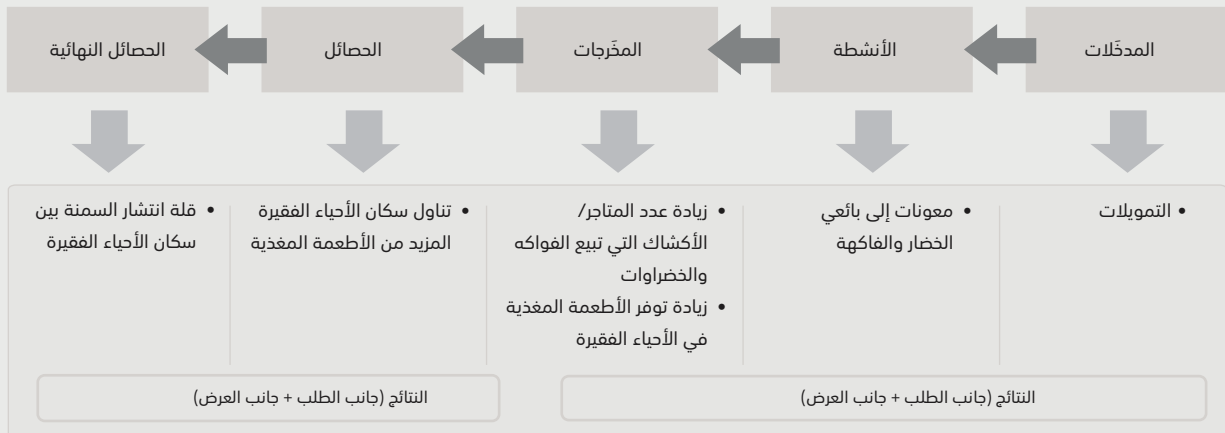 المدخَلات
الأنشطة
المخَرجات
الحصائل
الحصائل النهائية
• التمويلات
• معونات إلى بائعي
الخضار والفاكهة
• زيادة عدد المتاجر/
الأكشاك التي تبيع الفواكه
والخضراوات
• زيادة توفر الأطعمة المغذية
في الأحياء الفقيرة
• تناول سكان الأحياء الفقيرة
المزيد من الأطعمة المغذية
• قلة انتشار السمنة بين
سكان الأحياء الفقيرة
النتائج (جانب الطلب + جانب العرض)
النتائج (جانب الطلب + جانب العرض)